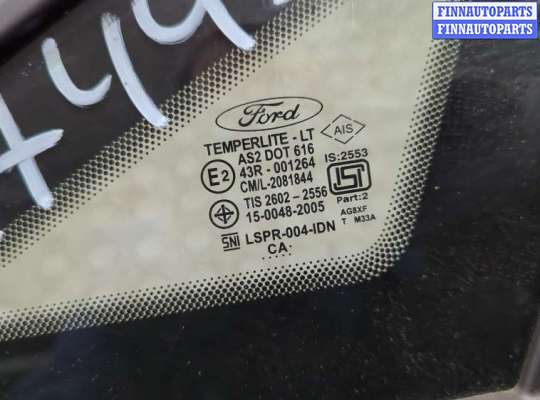 FINNAUTOPARTS
FINNAUTOPARTS
Ford
TEMPERLITE - LT
AS2 DOT 616
43R - 001264
E2
CM/L-2081844
TIS 2602 - 2556
15-0048-2005
SNI LSPR-004-IDN
CA
AIS
IS:2553
Part:2
AG8XF
T M33A